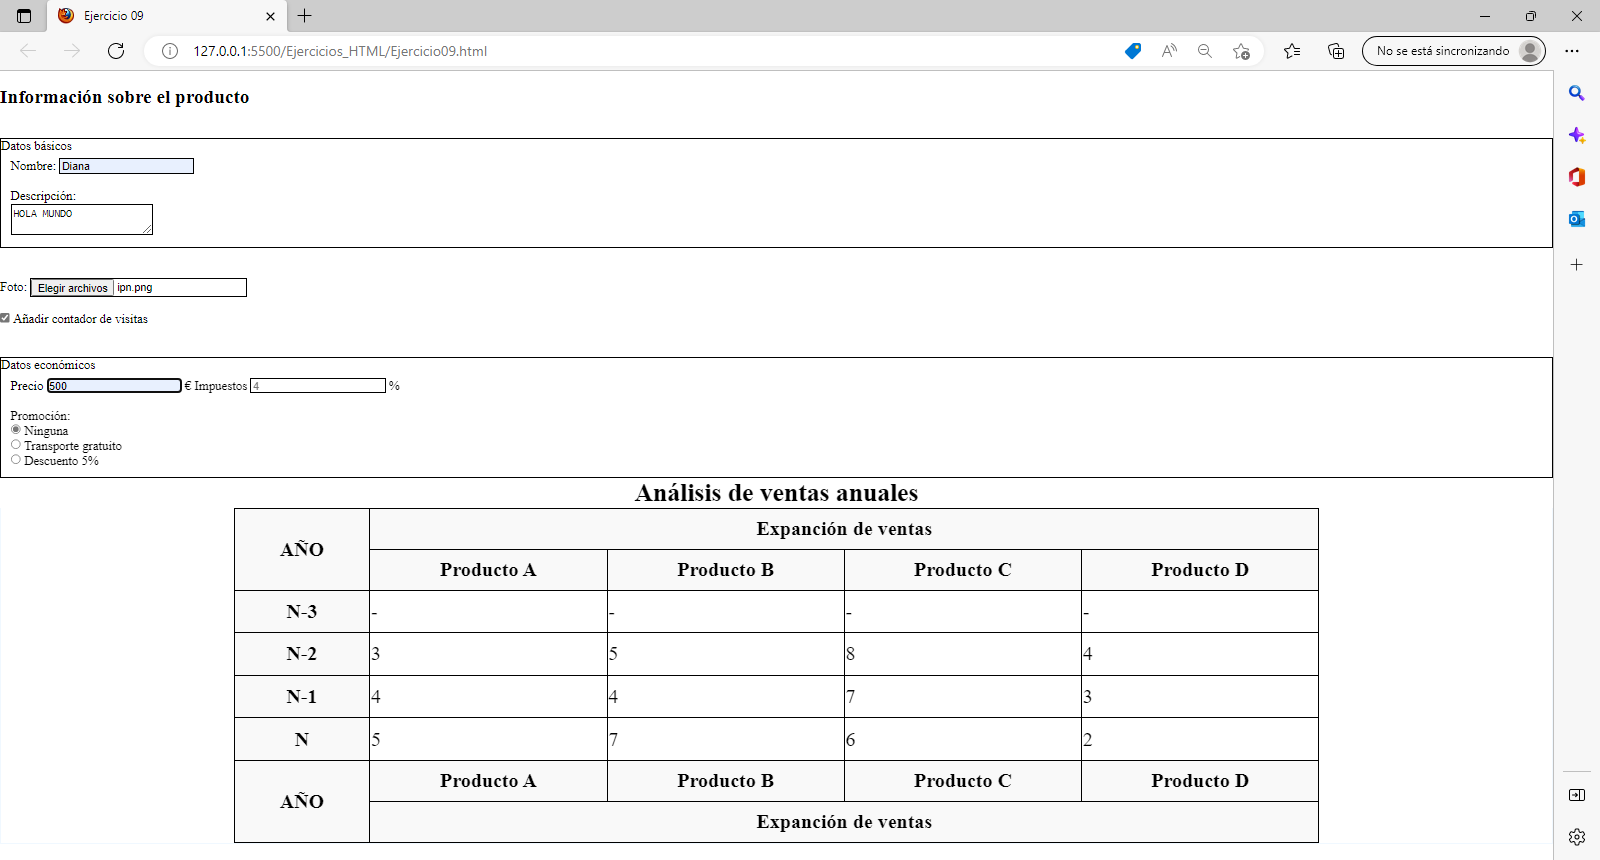 Ejercicio 09
127.0.0.1:5500/Ejercicios_HTML/Ejercicio09.html
No se está sincronizando
Información sobre el producto
Datos básicos
Nombre: Diana
Descripción:
HOLA MUNDO
Foto: Elegir archivos ipn.png
Añadir contador de visitas
Datos económicos
Precio 500 € Impuestos 4 %
Promoción:
Ninguna
Transporte gratuito
Descuento 5%
Análisis de ventas anuales
AÑO Expanción de ventas
Producto A Producto B Producto C Producto D
N-3 - - - -
N-2 3 5 8 4
N-1 4 4 7 3
N 5 7 6 2
AÑO Producto A Producto B Producto C Producto D
Expanción de ventas